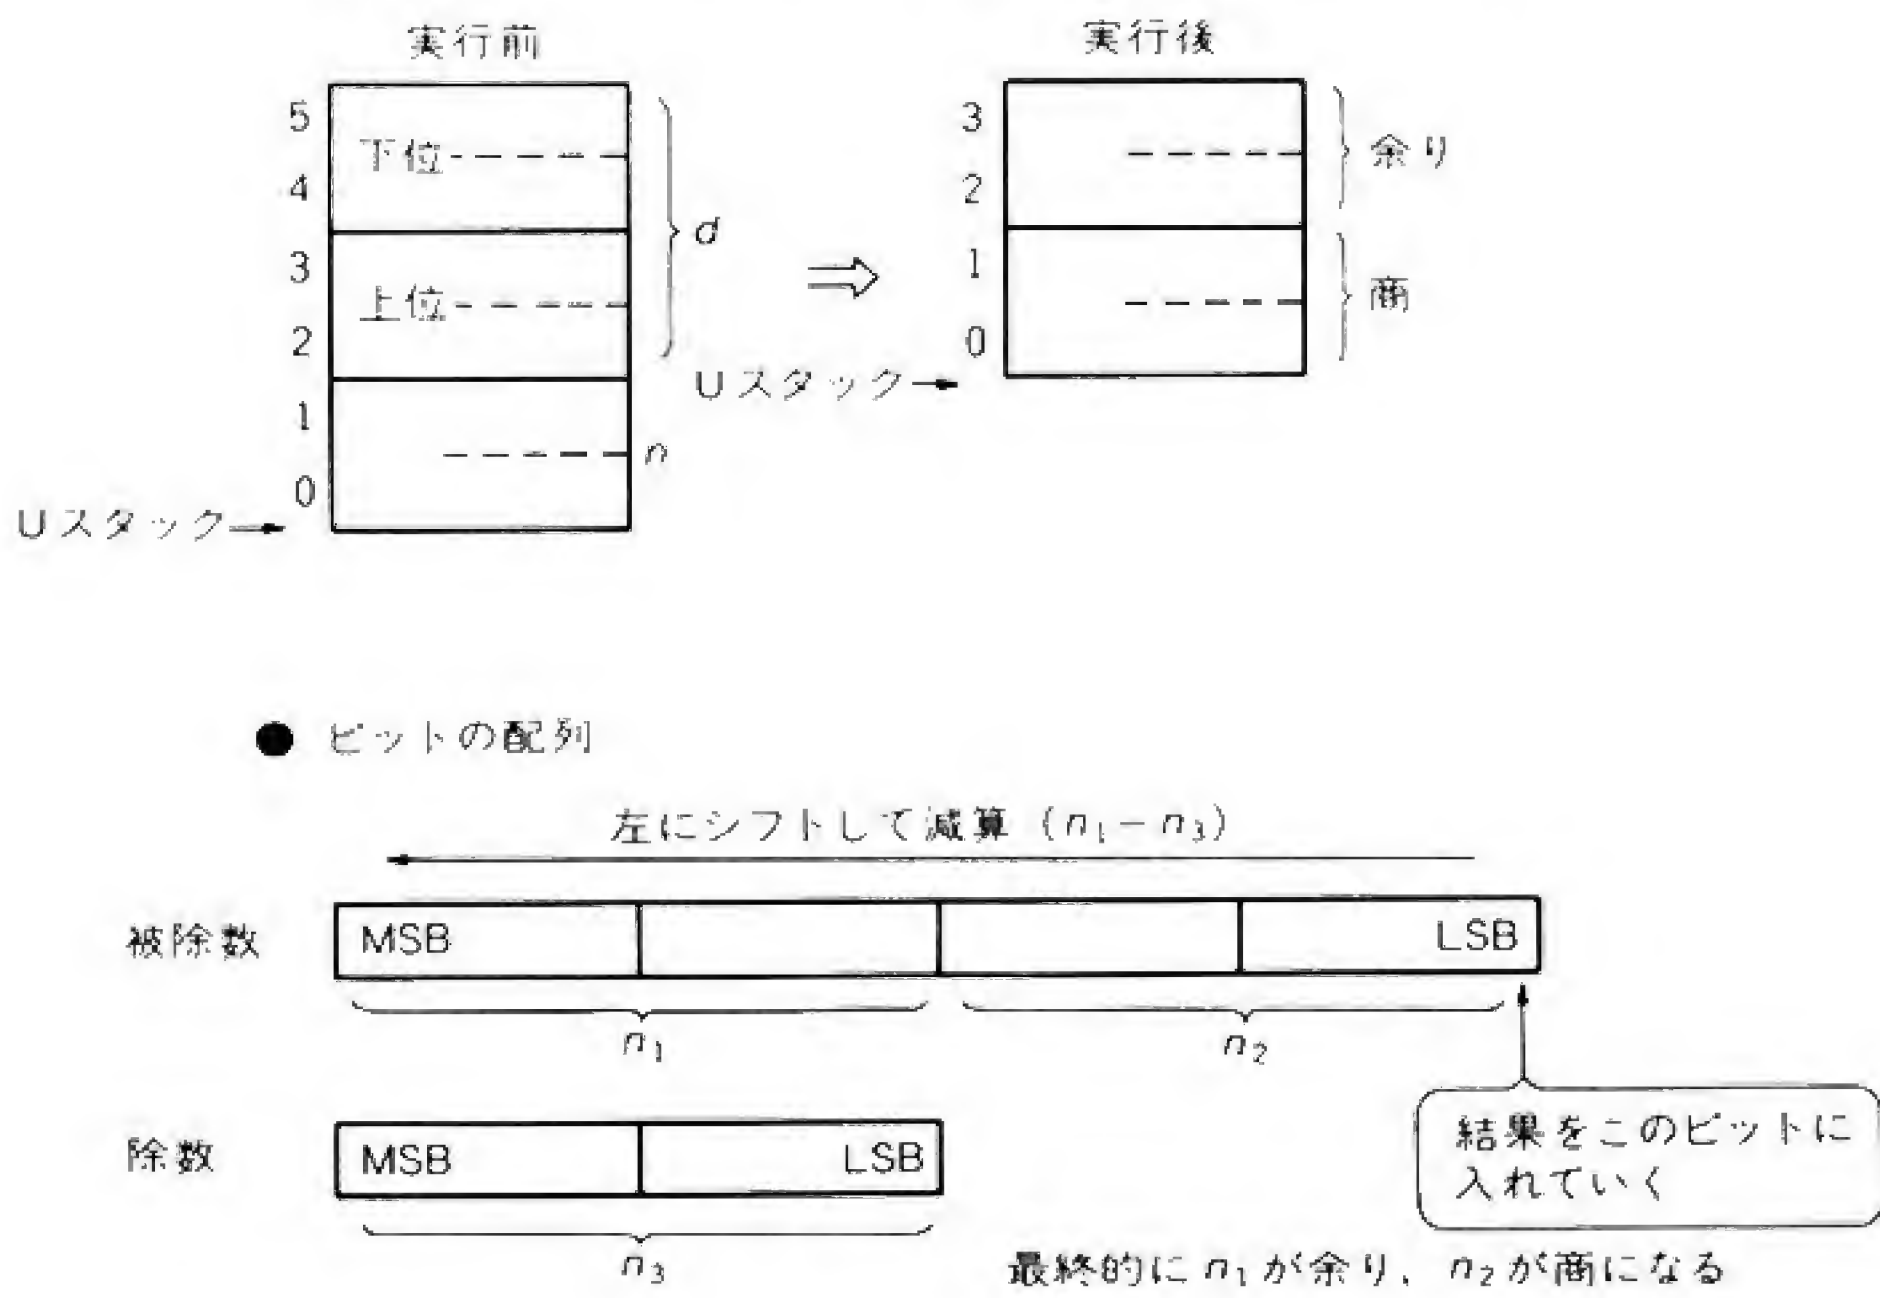 実行前
実行後
5
下位
4
3
上位
2
1
0
d
n
Uスタック→
⇒
3
2
1
0
余り
商
Uスタック→
● ビットの配列
左にシフトして減算 (n₁－n₃)
被除数
MSB
LSB
n₁
n₂
除数
MSB
LSB
n₃
結果をこのビットに
入れていく
最終的に n₁ が余り、n₂ が商になる